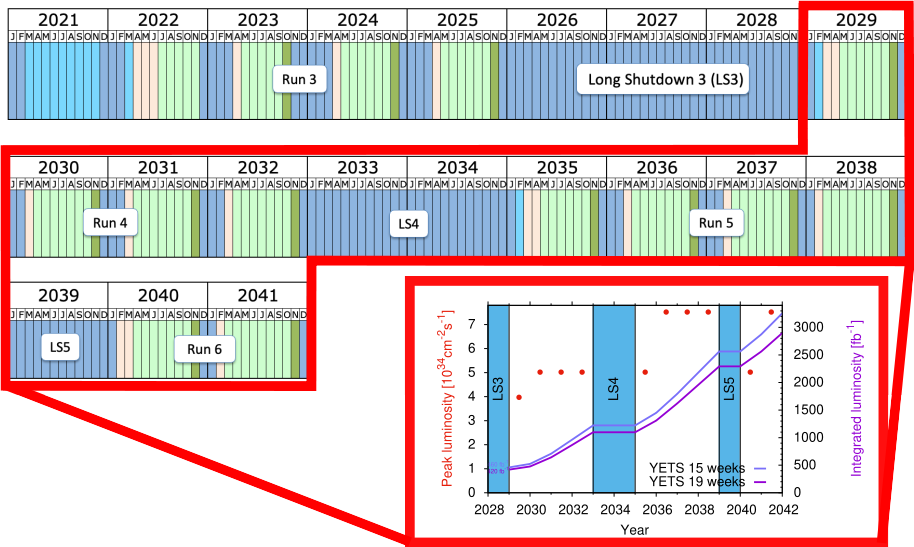 2021 2022 2023 2024 2025 2026 2027 2028 2029
J F M A M J J A S O N D J F M A M J J A S O N D J F M A M J J A S O N D J F M A M J J A S O N D J F M A M J J A S O N D J F M A M J J A S O N D J F M A M J J A S O N D J F M A M J J A S O N D J F M A M J J A S O N D
Run 3 Long Shutdown 3 (LS3)
2030 2031 2032 2033 2034 2035 2036 2037 2038
J F M A M J J A S O N D J F M A M J J A S O N D J F M A M J J A S O N D J F M A M J J A S O N D J F M A M J J A S O N D J F M A M J J A S O N D J F M A M J J A S O N D J F M A M J J A S O N D J F M A M J J A S O N D
Run 4 LS4 Run 5
2039 2040 2041
J F M A M J J A S O N D J F M A M J J A S O N D J F M A M J J A S O N D
LS5 Run 6
Peak luminosity [10³⁴cm⁻²s⁻¹]
7
6
5
4
3
2
1
0
LS3
LS4
LS5
YETS 15 weeks
YETS 19 weeks
3000
2500
2000
1500
1000
500
0
Integrated luminosity [fb⁻¹]
2028 2030 2032 2034 2036 2038 2040 2042
Year